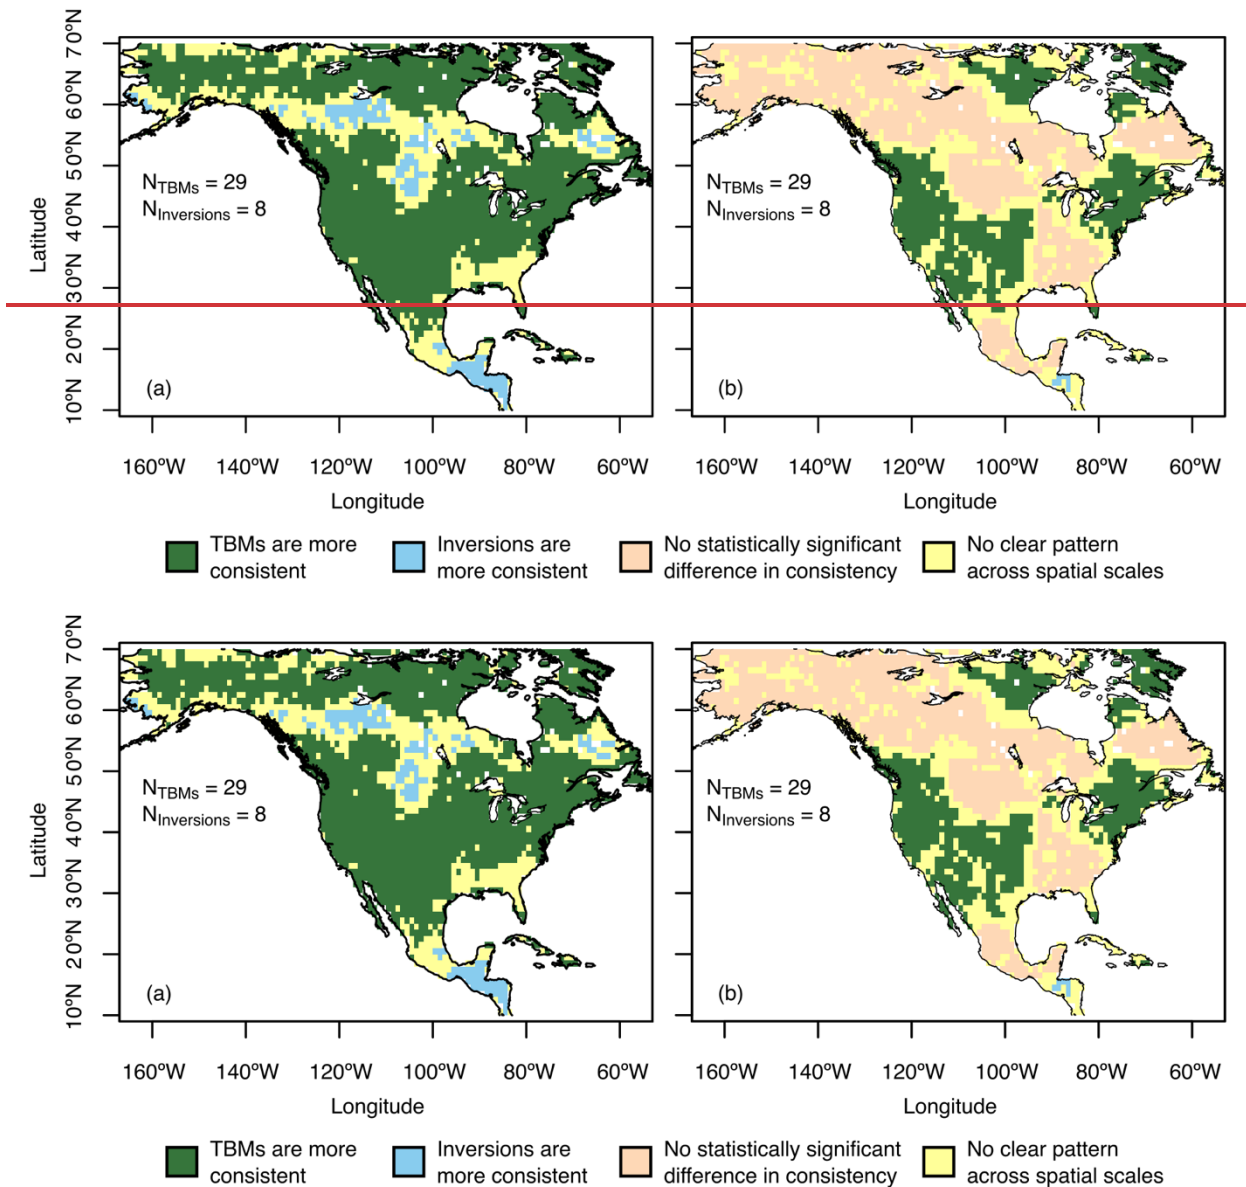 70°N
60°N
50°N
40°N
30°N
20°N
10°N
Latitude
N_TBMs = 29
N_Inversions = 8
(a)
160°W 140°W 120°W 100°W 80°W 60°W
Longitude
N_TBMs = 29
N_Inversions = 8
(b)
160°W 140°W 120°W 100°W 80°W 60°W
Longitude
TBMs are more
consistent
Inversions are
more consistent
No statistically significant
difference in consistency
No clear pattern
across spatial scales
70°N
60°N
50°N
40°N
30°N
20°N
10°N
Latitude
N_TBMs = 29
N_Inversions = 8
(a)
160°W 140°W 120°W 100°W 80°W 60°W
Longitude
N_TBMs = 29
N_Inversions = 8
(b)
160°W 140°W 120°W 100°W 80°W 60°W
Longitude
TBMs are more
consistent
Inversions are
more consistent
No statistically significant
difference in consistency
No clear pattern
across spatial scales